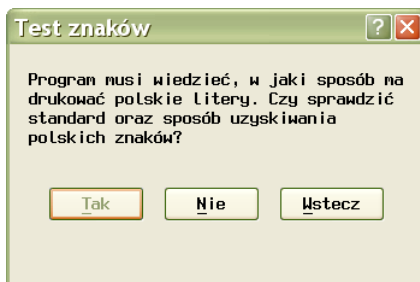 Test znaków
Program musi wiedzieć, w jaki sposób ma
drukować polskie litery. Czy sprawdzić
standard oraz sposób uzyskiwania
polskich znaków?
Tak Nie Wstecz